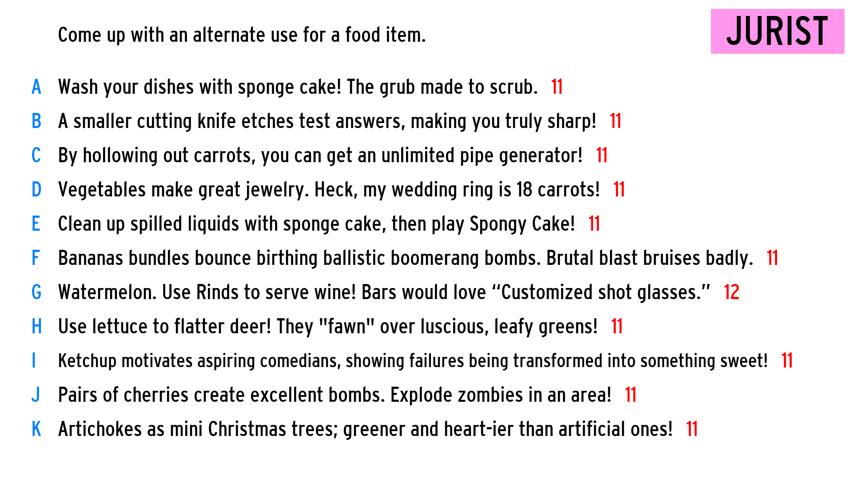 Come up with an alternate use for a food item.
JURIST
A Wash your dishes with sponge cake! The grub made to scrub. 11
B A smaller cutting knife etches test answers, making you truly sharp! 11
C By hollowing out carrots, you can get an unlimited pipe generator! 11
D Vegetables make great jewelry. Heck, my wedding ring is 18 carrots! 11
E Clean up spilled liquids with sponge cake, then play Spongy Cake! 11
F Bananas bundles bounce birthing ballistic boomerang bombs. Brutal blast bruises badly. 11
G Watermelon. Use Rinds to serve wine! Bars would love “Customized shot glasses.” 12
H Use lettuce to flatter deer! They "fawn" over luscious, leafy greens! 11
I Ketchup motivates aspiring comedians, showing failures being transformed into something sweet! 11
J Pairs of cherries create excellent bombs. Explode zombies in an area! 11
K Artichokes as mini Christmas trees; greener and heart-ier than artificial ones! 11